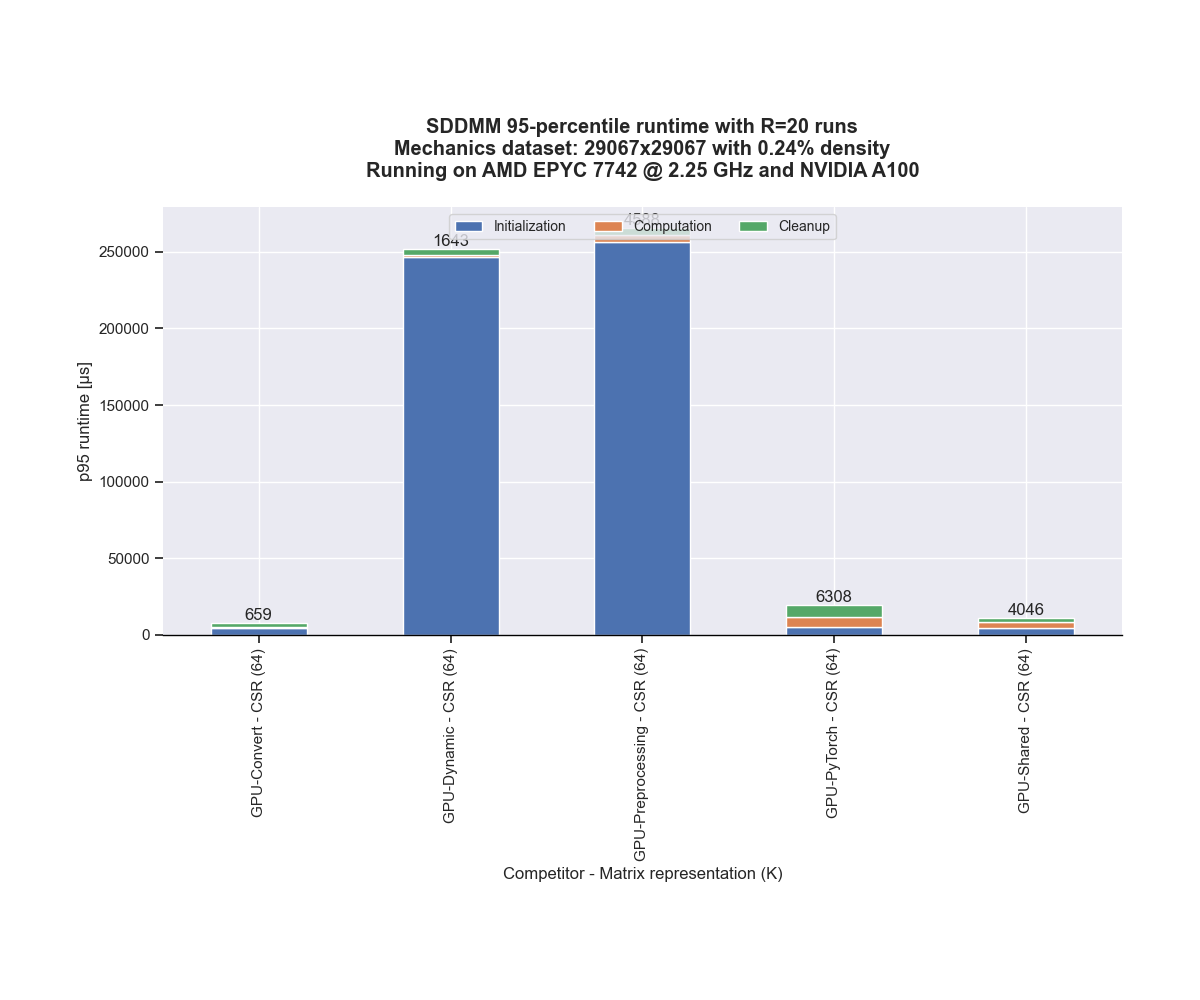 SDDMM 95-percentile runtime with R=20 runs
Mechanics dataset: 29067x29067 with 0.24% density
Running on AMD EPYC 7742 @ 2.25 GHz and NVIDIA A100
Initialization Computation Cleanup
4588
1643
659
6308
4046
250000
200000
150000
100000
50000
0
p95 runtime [µs]
GPU-Convert - CSR (64)
GPU-Dynamic - CSR (64)
GPU-Preprocessing - CSR (64)
GPU-PyTorch - CSR (64)
GPU-Shared - CSR (64)
Competitor - Matrix representation (K)